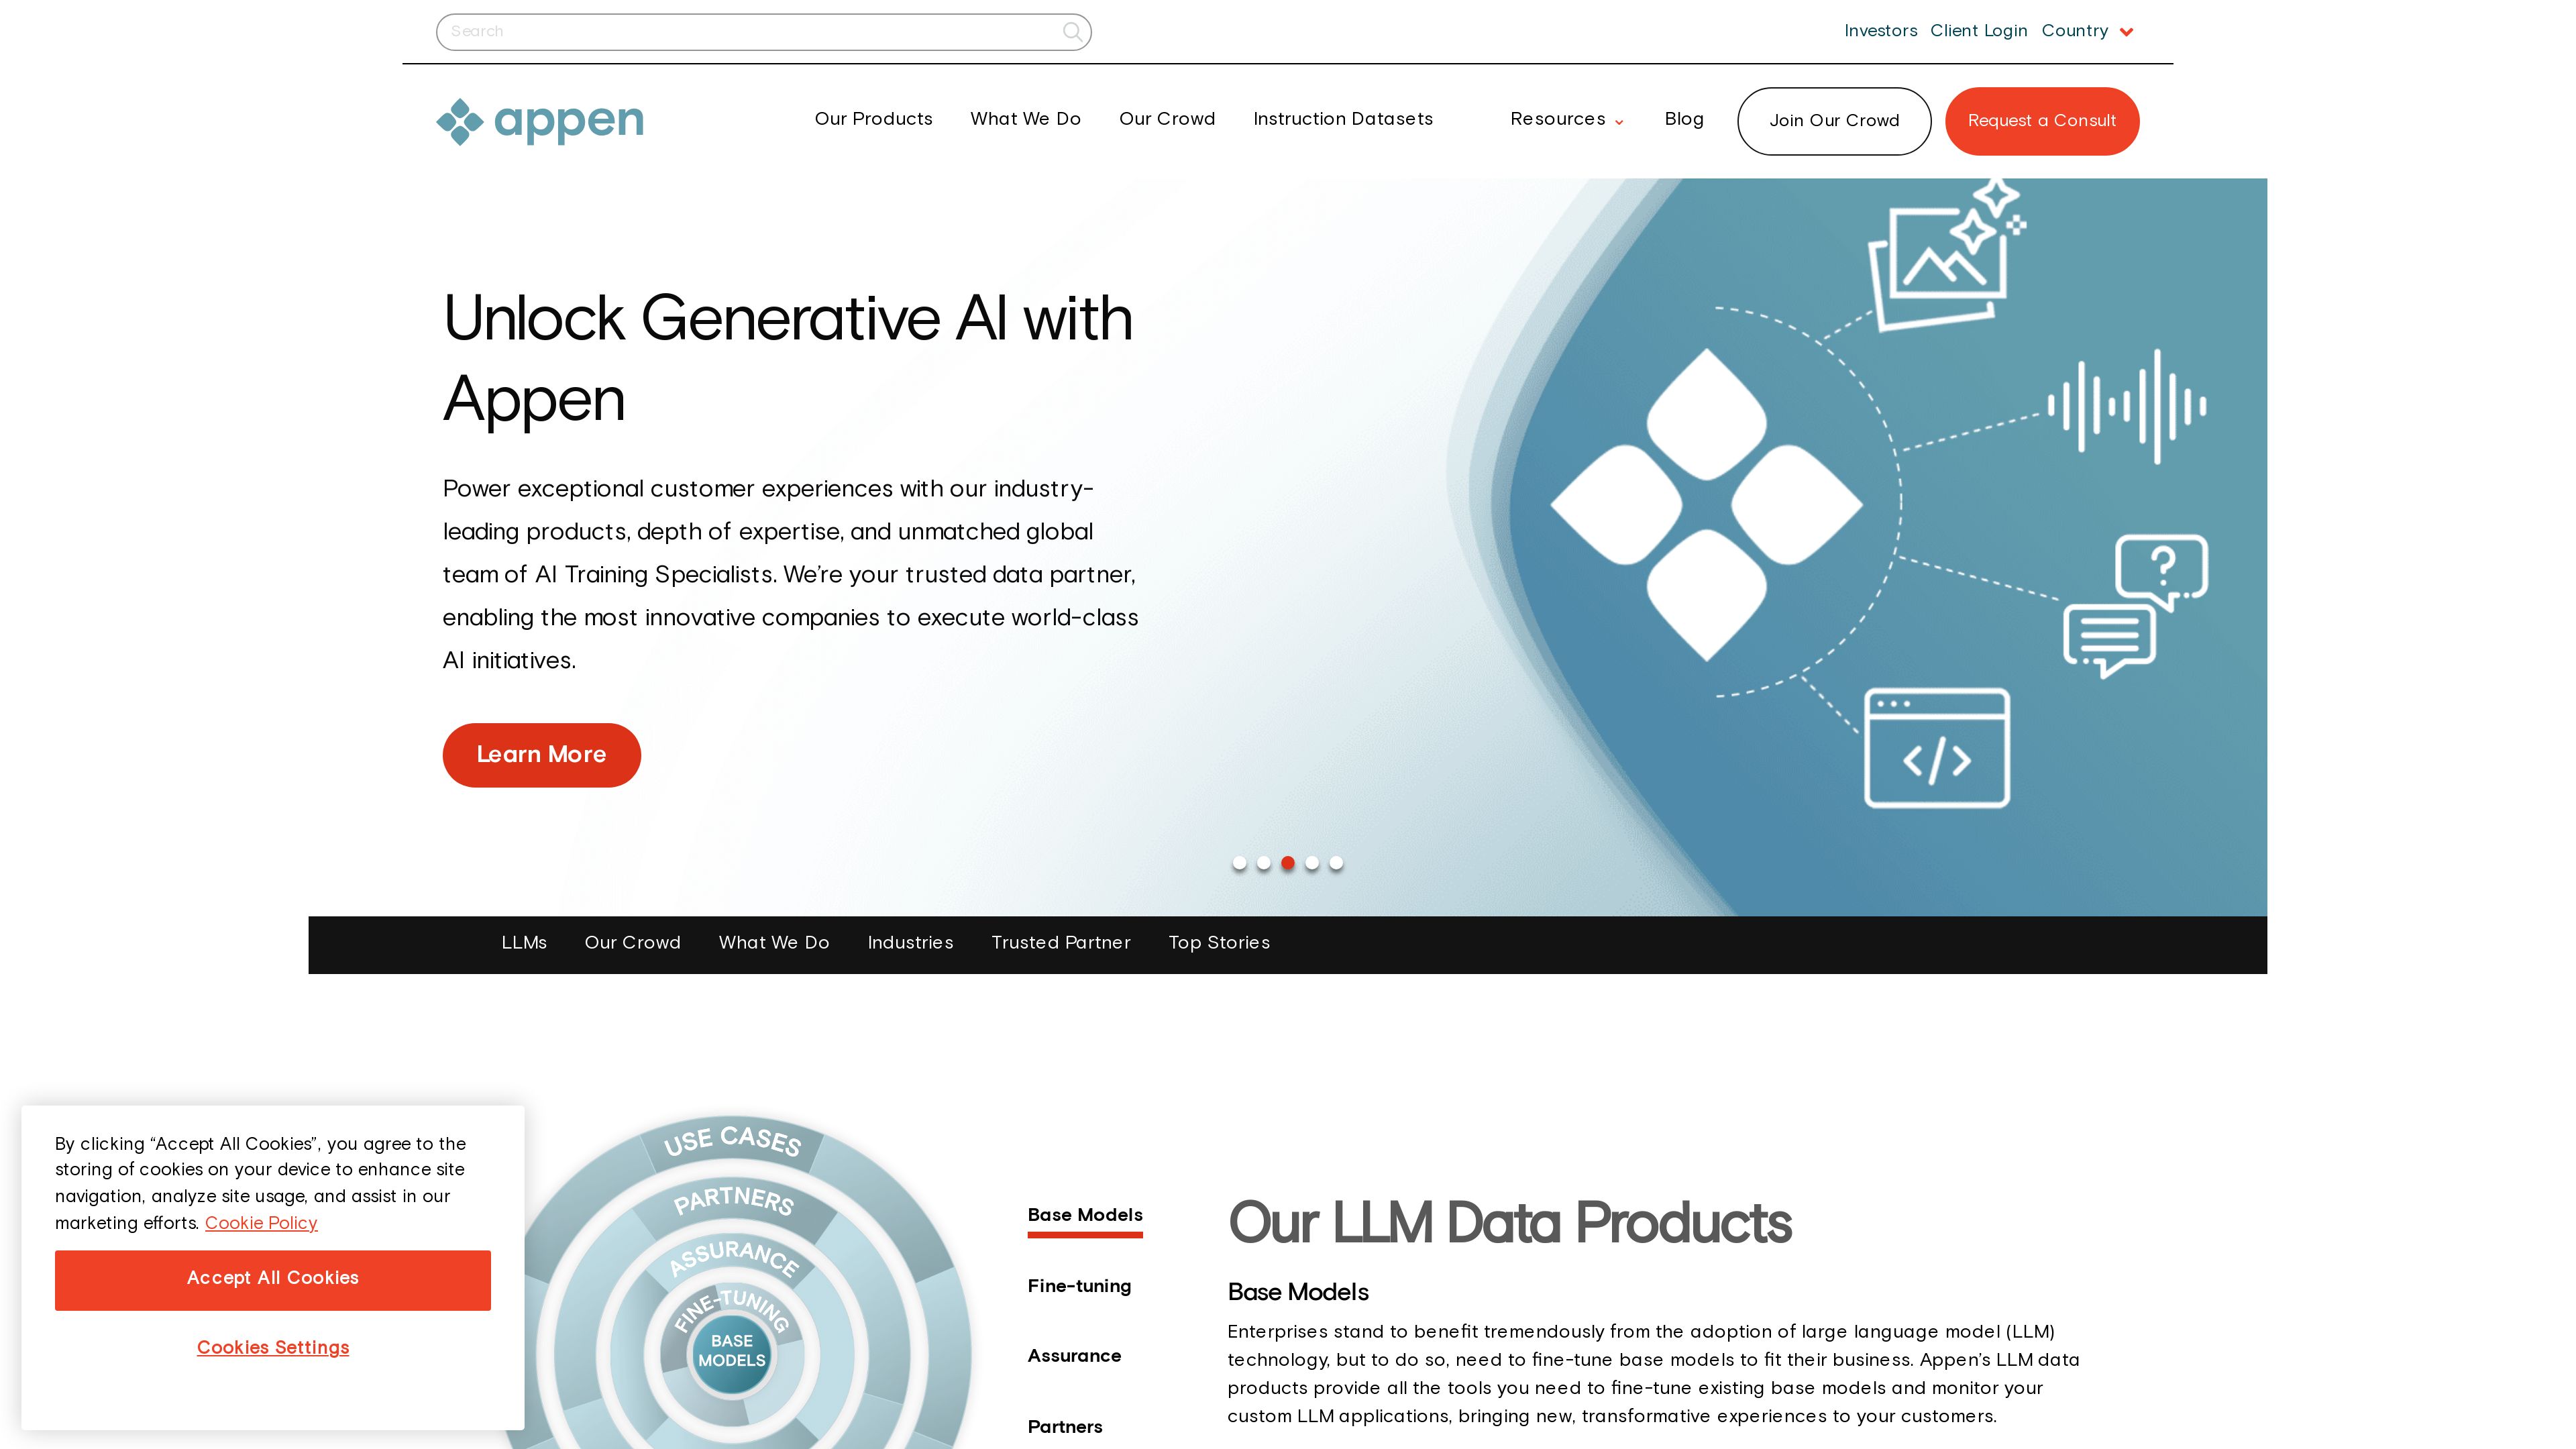 Search
Investors
Client Login
Country
appen
Our Products
What We Do
Our Crowd
Instruction Datasets
Resources
Blog
Join Our Crowd
Request a Consult
Unlock Generative AI with
Appen
Power exceptional customer experiences with our industry-
leading products, depth of expertise, and unmatched global
team of AI Training Specialists. We’re your trusted data partner,
enabling the most innovative companies to execute world-class
AI initiatives.
Learn More
LLMs
Our Crowd
What We Do
Industries
Trusted Partner
Top Stories
By clicking “Accept All Cookies”, you agree to the
storing of cookies on your device to enhance site
navigation, analyze site usage, and assist in our
marketing efforts. Cookie Policy
Accept All Cookies
Cookies Settings
USE CASES
PARTNERS
ASSURANCE
FINE-TUNING
BASE
MODELS
Base Models
Fine-tuning
Assurance
Partners
Our LLM Data Products
Base Models
Enterprises stand to benefit tremendously from the adoption of large language model (LLM)
technology, but to do so, need to fine-tune base models to fit their business. Appen’s LLM data
products provide all the tools you need to fine-tune existing base models and monitor your
custom LLM applications, bringing new, transformative experiences to your customers.